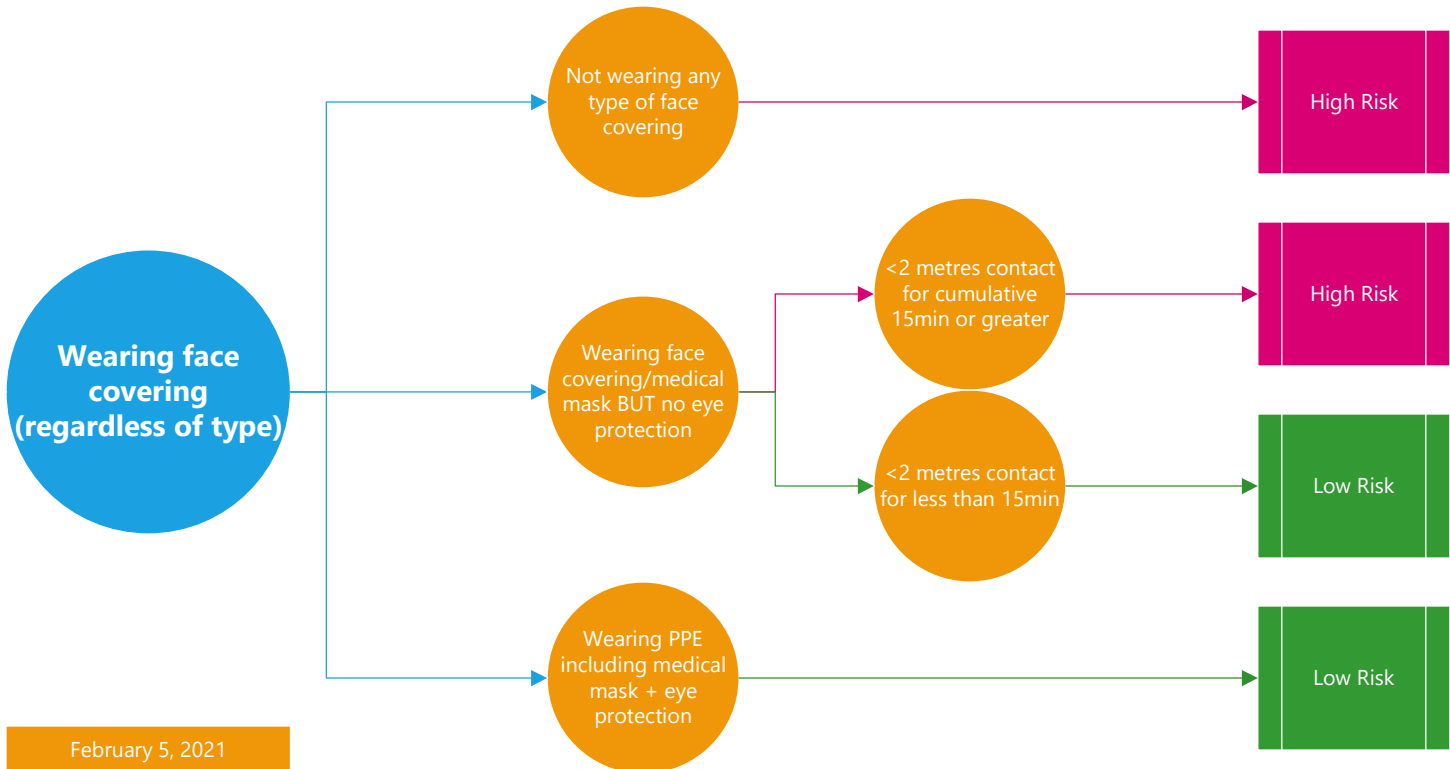 Not wearing any
type of face
covering
High Risk
<2 metres contact
for cumulative
15min or greater
High Risk
Wearing face
covering
(regardless of type)
Wearing face
covering/medical
mask BUT no eye
protection
<2 metres contact
for less than 15min
Low Risk
Wearing PPE
including medical
mask + eye
protection
Low Risk
February 5, 2021